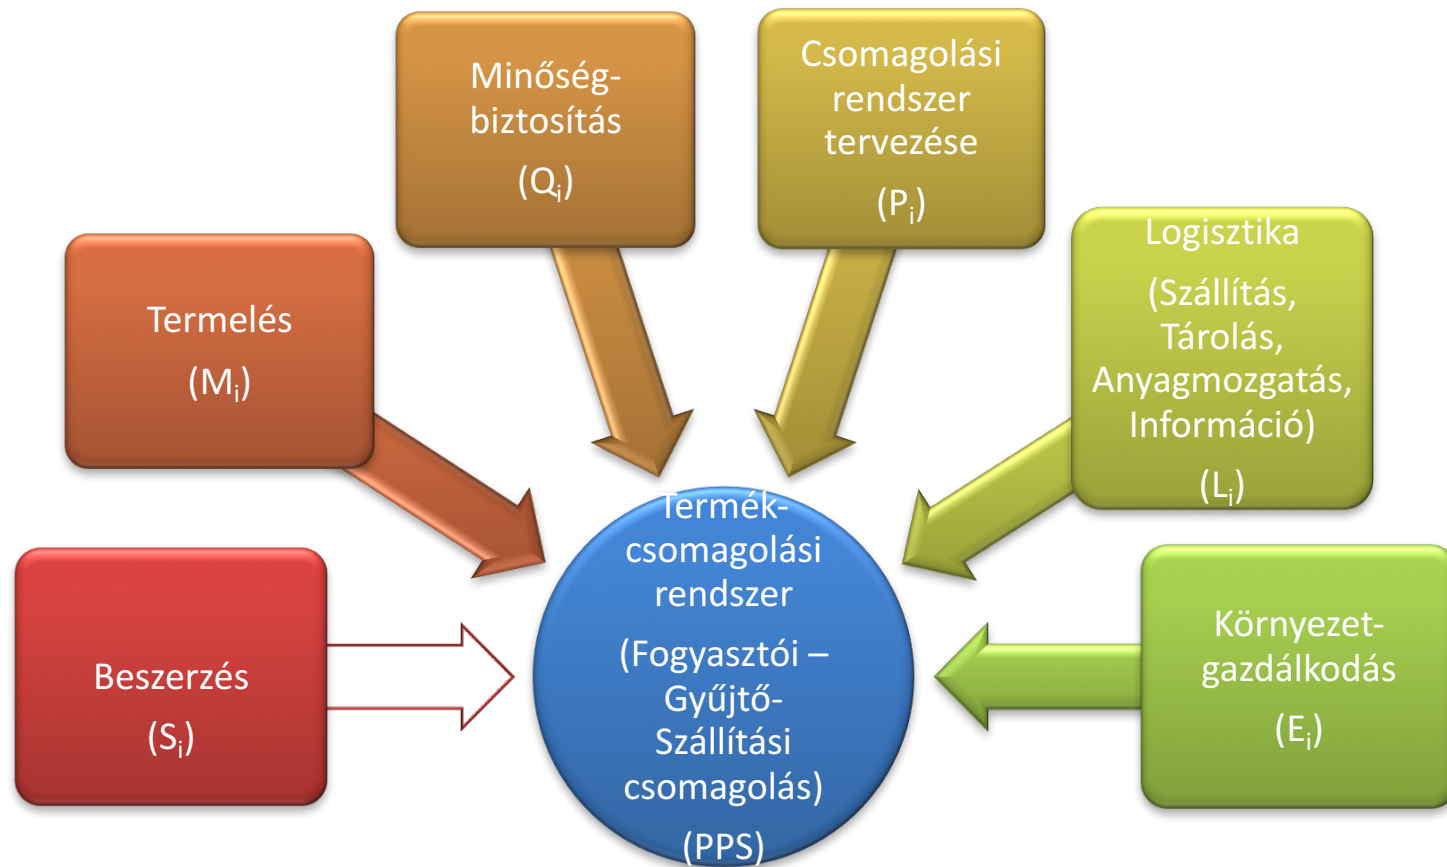 Minőség-
biztosítás
(Qi)
Csomagolási
rendszer
tervezése
(Pi)
Logisztika
(Szállítás,
Tárolás,
Anyagmozgatás,
Információ)
(Li)
Termelés
(Mi)
Beszerzés
(Si)
Termék-
csomagolási
rendszer
(Fogyasztói –
Gyűjtő-
Szállítási
csomagolás)
(PPS)
Környezet-
gazdálkodás
(Ei)